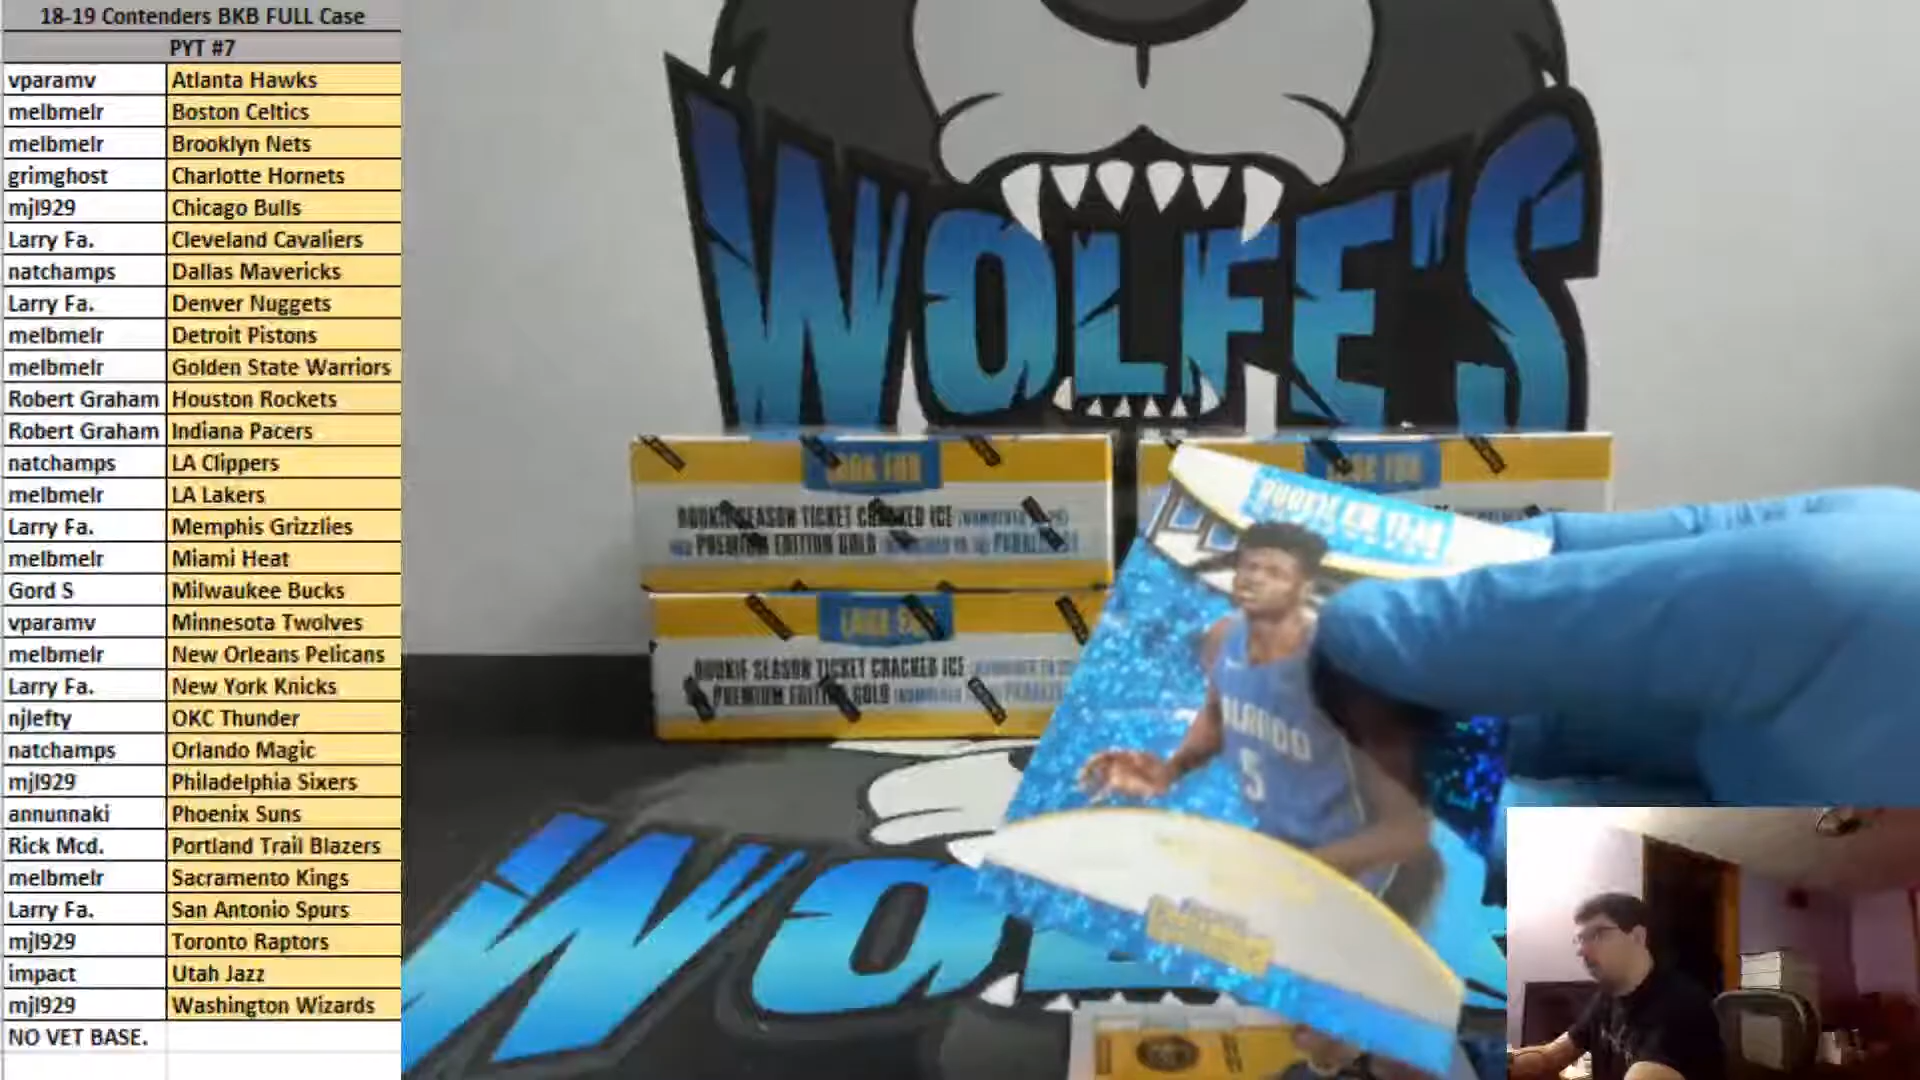 18-19 Contenders BKB FULL Case
PYT #7
vparamv Atlanta Hawks
melbmelr Boston Celtics
melbmelr Brooklyn Nets
grimghost Charlotte Hornets
mjl929 Chicago Bulls
Larry Fa. Cleveland Cavaliers
natchamps Dallas Mavericks
Larry Fa. Denver Nuggets
melbmelr Detroit Pistons
melbmelr Golden State Warriors
Robert Graham Houston Rockets
Robert Graham Indiana Pacers
natchamps LA Clippers
melbmelr LA Lakers
Larry Fa. Memphis Grizzlies
melbmelr Miami Heat
Gord S Milwaukee Bucks
vparamv Minnesota Twolves
melbmelr New Orleans Pelicans
Larry Fa. New York Knicks
njlefty OKC Thunder
natchamps Orlando Magic
mjl929 Philadelphia Sixers
annunnaki Phoenix Suns
Rick Mcd. Portland Trail Blazers
melbmelr Sacramento Kings
Larry Fa. San Antonio Spurs
mjl929 Toronto Raptors
impact Utah Jazz
mjl929 Washington Wizards
NO VET BASE.
WOLFE'S
LOOK FOR
ROOKIE SEASON TICKET CRACKED ICE
PREMIUM EDITION GOLD
LOOK FOR
ROOKIE SEASON TICKET CRACKED ICE
PREMIUM EDITION GOLD
LOOK FOR
ROOKIE OF THE YEAR
ORLANDO
5